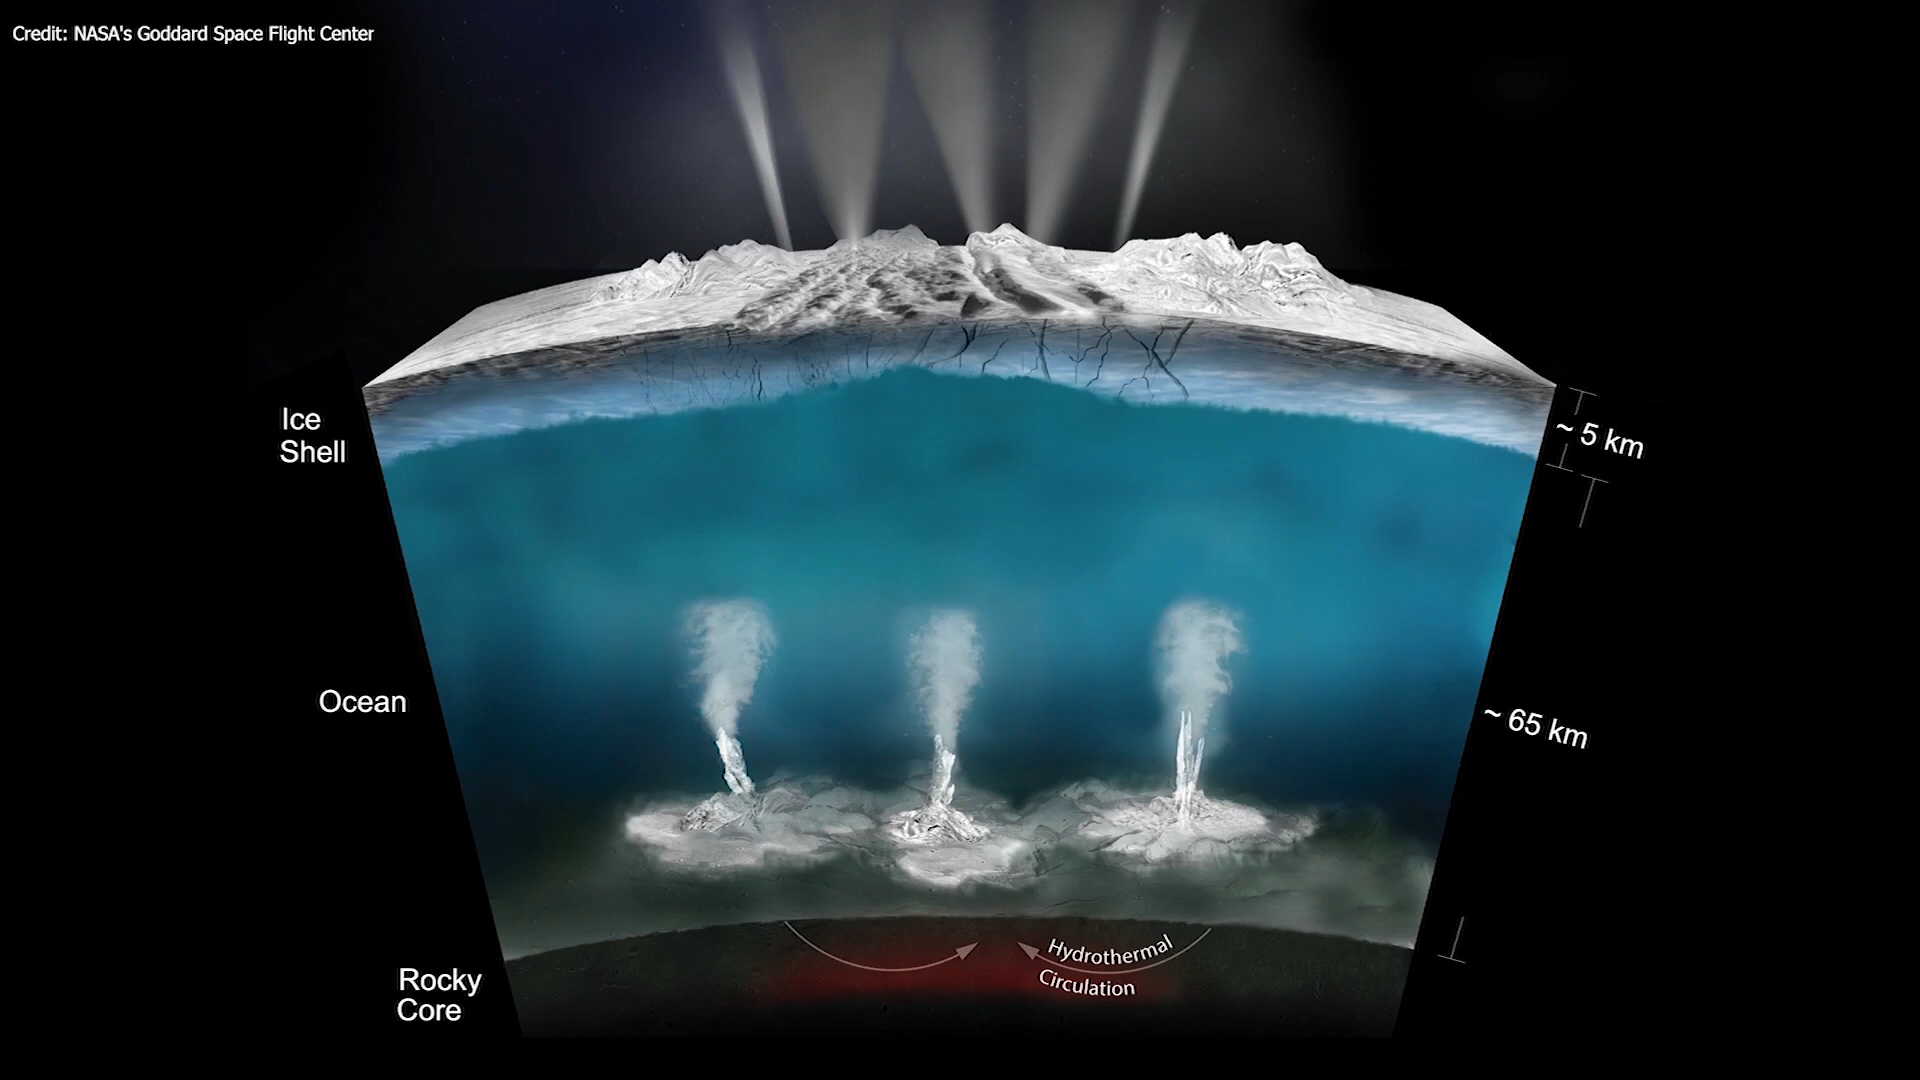 Credit: NASA's Goddard Space Flight Center
Ice
Shell
~ 5 km
Ocean
~ 65 km
Hydrothermal
Circulation
Rocky
Core